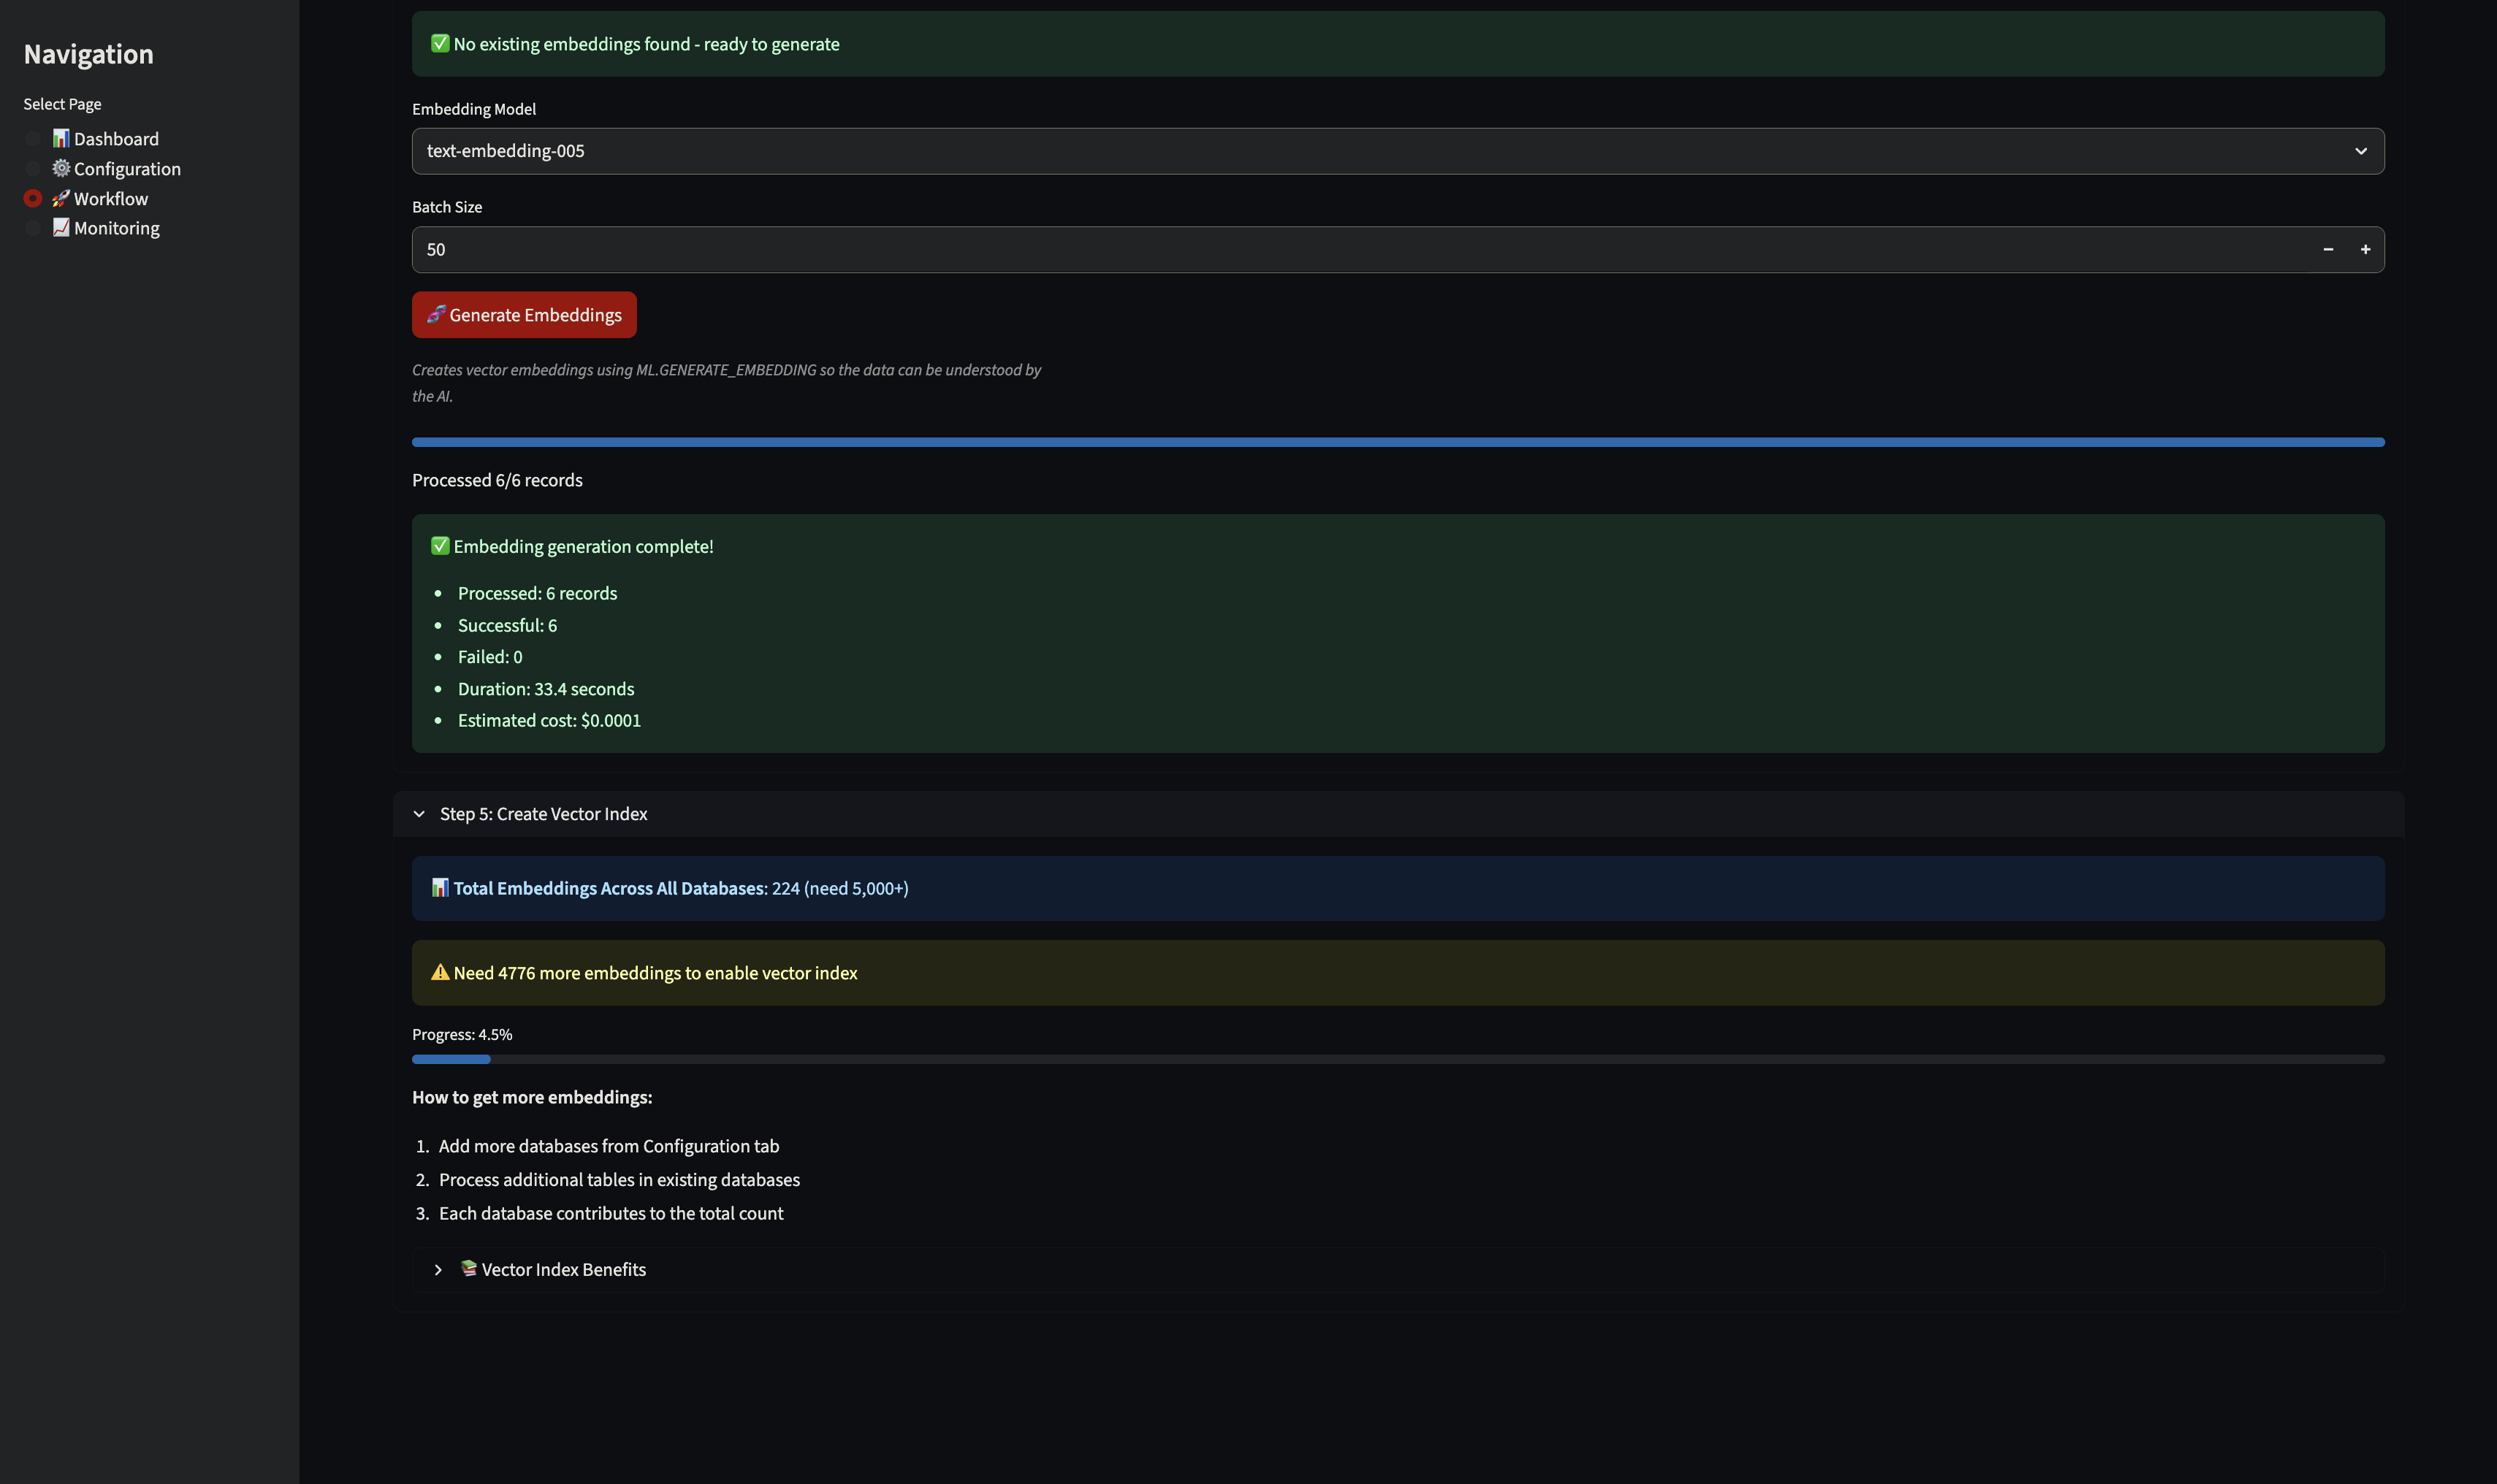 Navigation
Select Page
📊 Dashboard
⚙️ Configuration
🚀 Workflow
📈 Monitoring
✅ No existing embeddings found - ready to generate
Embedding Model
text-embedding-005
Batch Size
50
🧬 Generate Embeddings
Creates vector embeddings using ML.GENERATE_EMBEDDING so the data can be understood by
the AI.
Processed 6/6 records
✅ Embedding generation complete!
• Processed: 6 records
• Successful: 6
• Failed: 0
• Duration: 33.4 seconds
• Estimated cost: $0.0001
Step 5: Create Vector Index
📊 Total Embeddings Across All Databases: 224 (need 5,000+)
⚠️ Need 4776 more embeddings to enable vector index
Progress: 4.5%
How to get more embeddings:
1. Add more databases from Configuration tab
2. Process additional tables in existing databases
3. Each database contributes to the total count
📚 Vector Index Benefits